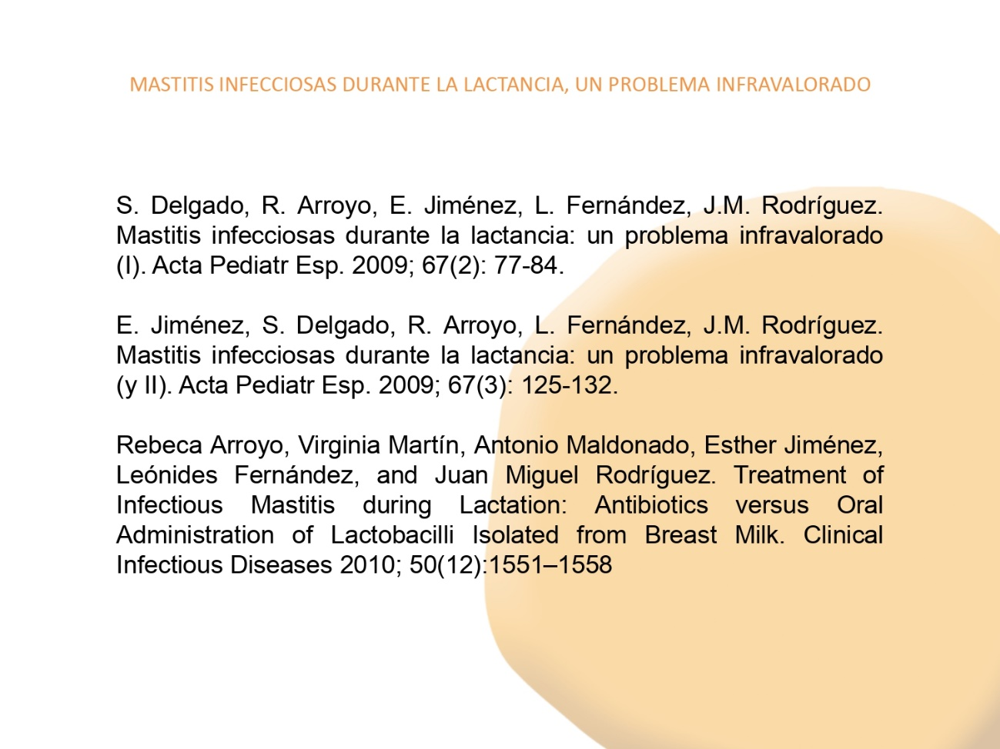 MASTITIS INFECCIOSAS DURANTE LA LACTANCIA, UN PROBLEMA INFRAVALORADO
S. Delgado, R. Arroyo, E. Jiménez, L. Fernández, J.M. Rodríguez.
Mastitis infecciosas durante la lactancia: un problema infravalorado
(I). Acta Pediatr Esp. 2009; 67(2): 77-84.
E. Jiménez, S. Delgado, R. Arroyo, L. Fernández, J.M. Rodríguez.
Mastitis infecciosas durante la lactancia: un problema infravalorado
(y II). Acta Pediatr Esp. 2009; 67(3): 125-132.
Rebeca Arroyo, Virginia Martín, Antonio Maldonado, Esther Jiménez,
Leónides Fernández, and Juan Miguel Rodríguez. Treatment of
Infectious Mastitis during Lactation: Antibiotics versus Oral
Administration of Lactobacilli Isolated from Breast Milk. Clinical
Infectious Diseases 2010; 50(12):1551–1558